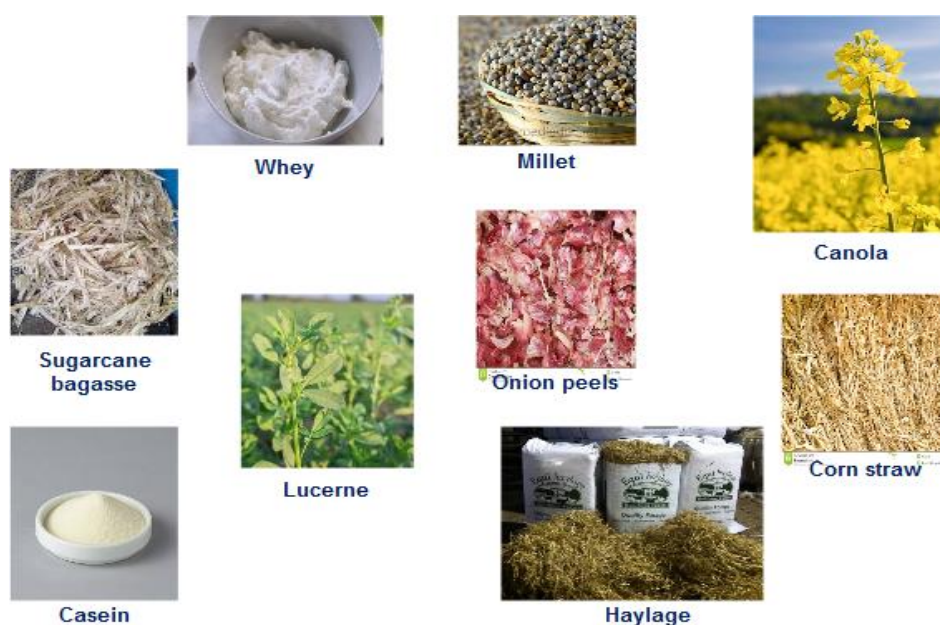 Whey
Millet
Canola
Sugarcane
bagasse
Onion peels
Lucerne
Corn straw
Casein
Haylage